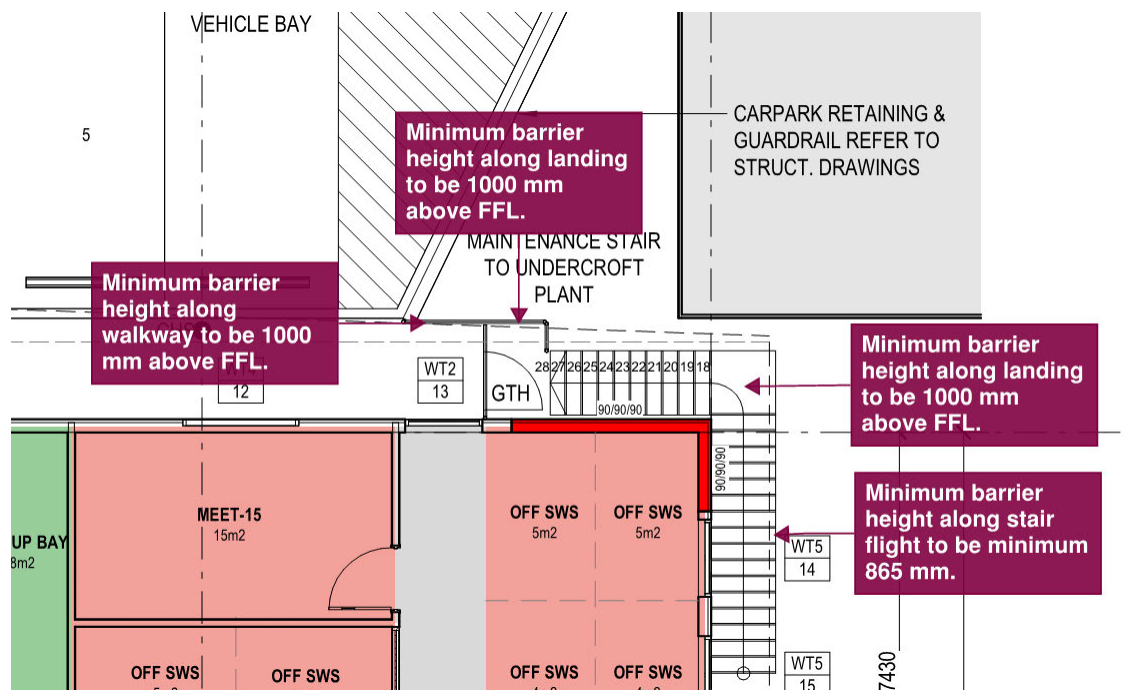 VEHICLE BAY
5
Minimum barrier
height along landing
to be 1000 mm
above FFL.
CARPARK RETAINING &
GUARDRAIL REFER TO
STRUCT. DRAWINGS
MAINTENANCE STAIR
TO UNDERCROFT
PLANT
Minimum barrier
height along
walkway to be 1000
mm above FFL.
12
WT2
13
GTH
28 27 26 25 24 23 22 21 20 19 18
90/90/90
Minimum barrier
height along landing
to be 1000 mm
above FFL.
90/90/90
Minimum barrier
height along stair
flight to be minimum
865 mm.
MEET-15
15m2
OFF SWS
5m2
OFF SWS
5m2
UP BAY
8m2
WT5
14
OFF SWS
OFF SWS
OFF SWS
OFF SWS
WT5
15
7430